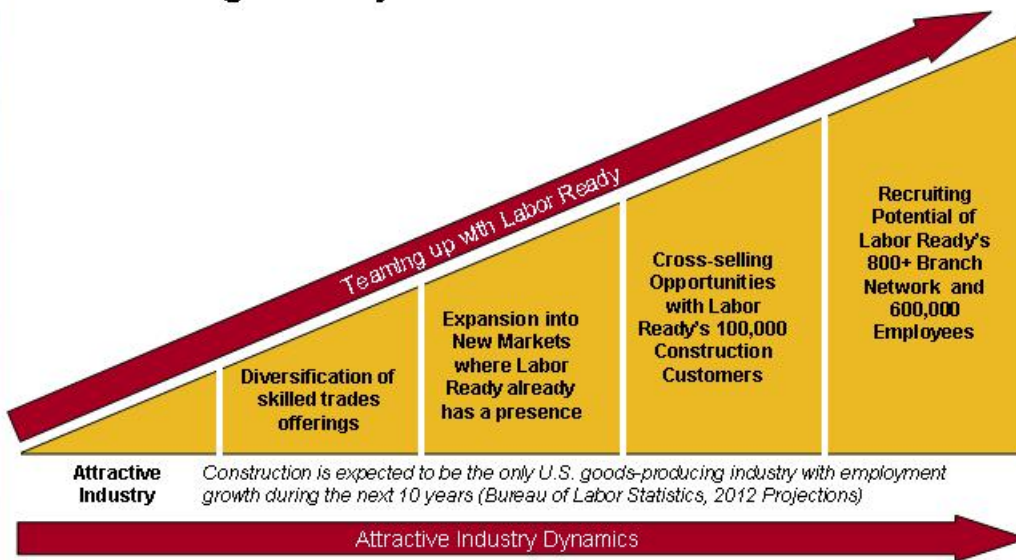 Teaming up with Labor Ready
Diversification of
skilled trades
offerings
Expansion into
New Markets
where Labor
Ready already
has a presence
Cross-selling
Opportunities
with Labor
Ready's 100,000
Construction
Customers
Recruiting
Potential of
Labor Ready's
800+ Branch
Network and
600,000
Employees
Attractive
Industry
Construction is expected to be the only U.S. goods-producing industry with employment
growth during the next 10 years (Bureau of Labor Statistics, 2012 Projections)
Attractive Industry Dynamics